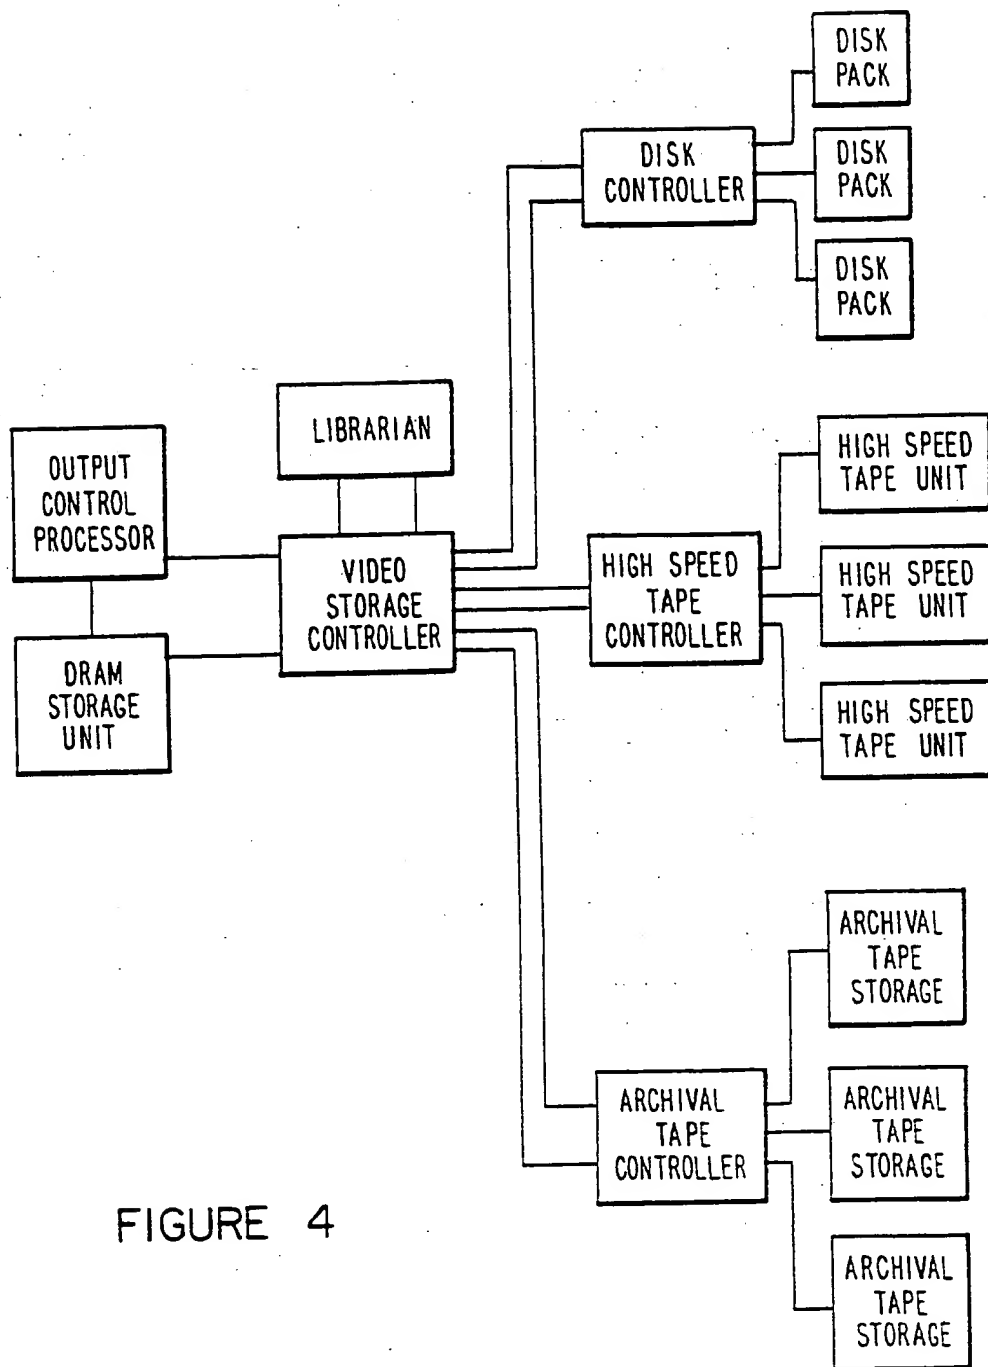 DISK
PACK
DISK
CONTROLLER
DISK
PACK
DISK
PACK
LIBRARIAN
OUTPUT
CONTROL
PROCESSOR
VIDEO
STORAGE
CONTROLLER
DRAM
STORAGE
UNIT
HIGH SPEED
TAPE
CONTROLLER
HIGH SPEED
TAPE UNIT
HIGH SPEED
TAPE UNIT
HIGH SPEED
TAPE UNIT
ARCHIVAL
TAPE
CONTROLLER
ARCHIVAL
TAPE
STORAGE
ARCHIVAL
TAPE
STORAGE
ARCHIVAL
TAPE
STORAGE
FIGURE 4